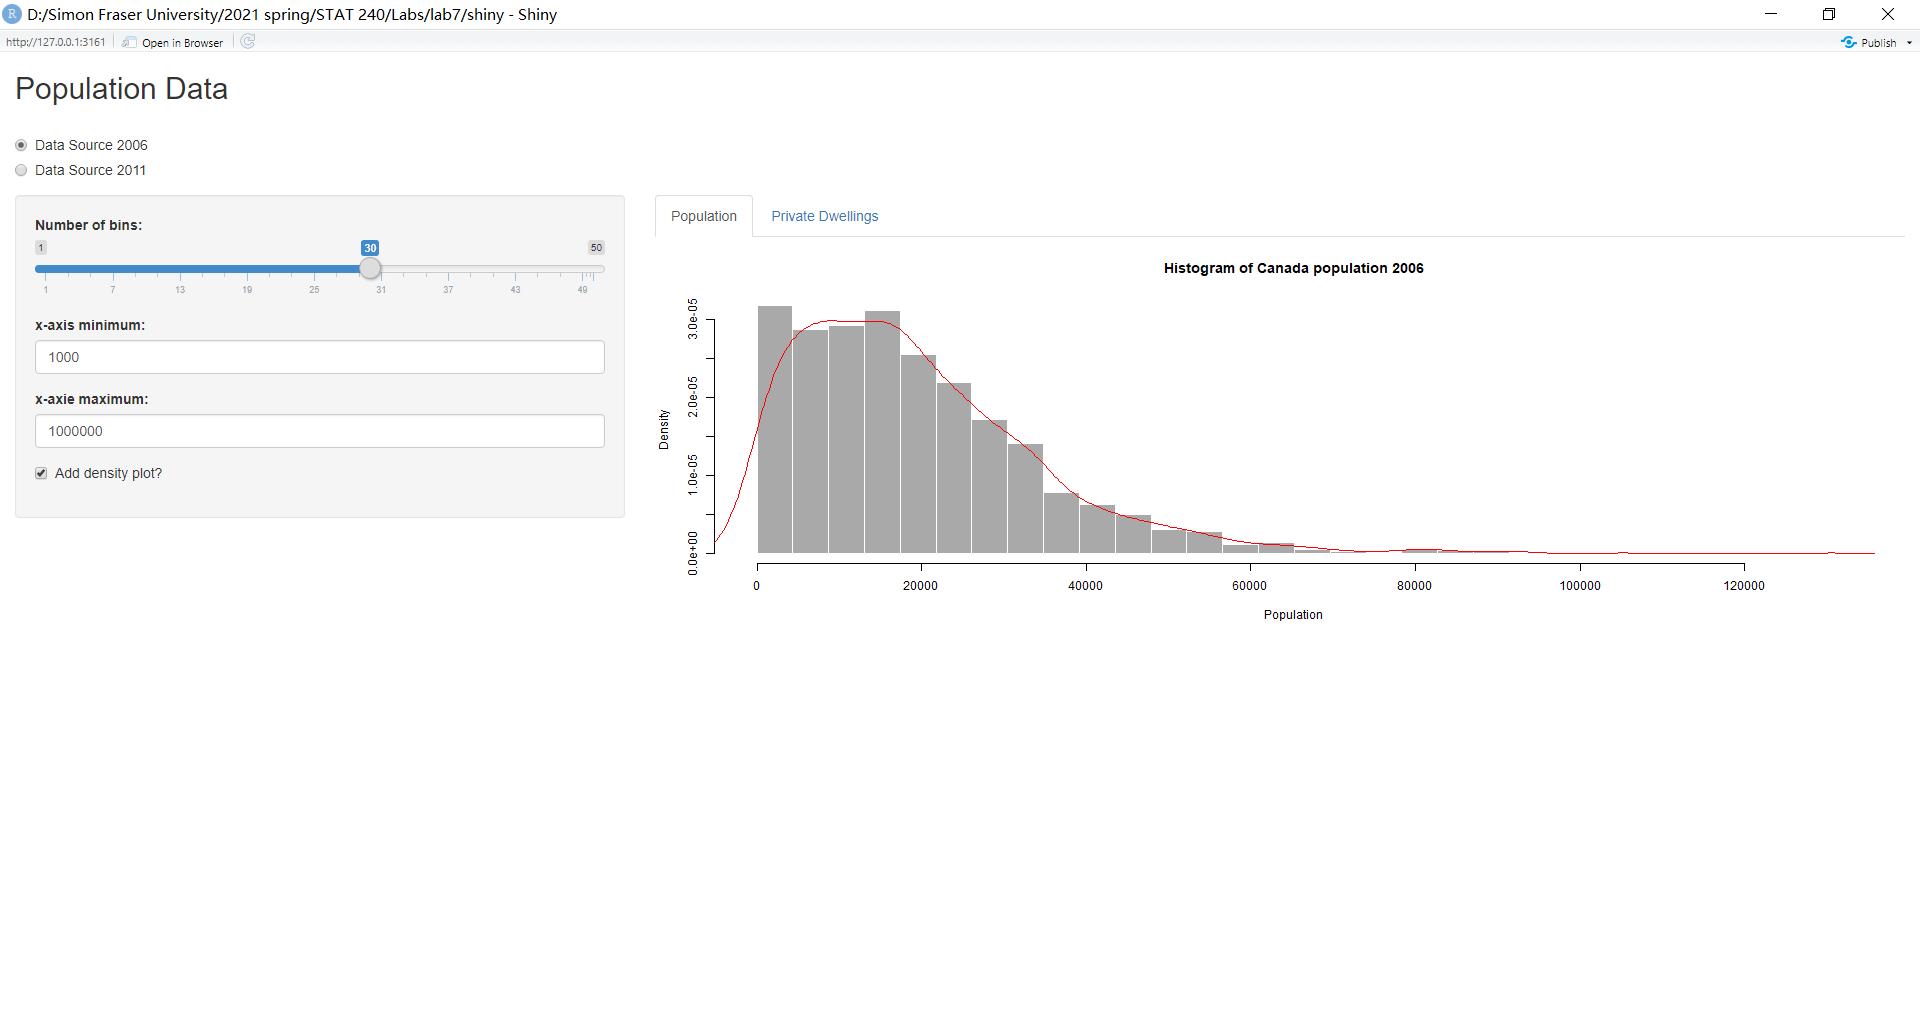 R D:/Simon Fraser University/2021 spring/STAT 240/Labs/lab7/shiny - Shiny
http://127.0.0.1:3161 Open in Browser Publish
Population Data
Data Source 2006
Data Source 2011
Number of bins:
1 30 50
1 7 13 19 25 31 37 43 49
x-axis minimum:
1000
x-axie maximum:
1000000
Add density plot?
Population Private Dwellings
Histogram of Canada population 2006
Density
0.0e+00 1.0e-05 2.0e-05 3.0e-05
0 20000 40000 60000 80000 100000 120000
Population